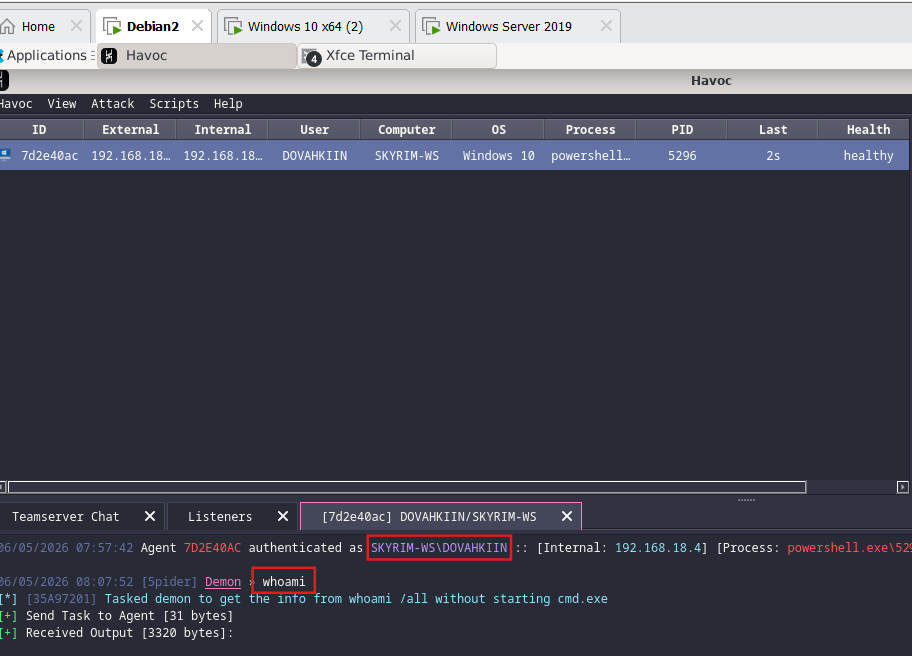 Home Debian2 Windows 10 x64 (2) Windows Server 2019
Applications Havoc 4 Xfce Terminal
Havoc
Havoc View Attack Scripts Help
ID External Internal User Computer OS Process PID Last Health
7d2e40ac 192.168.18… 192.168.18… DOVAHKIIN SKYRIM-WS Windows 10 powershell… 5296 2s healthy
Teamserver Chat Listeners [7d2e40ac] DOVAHKIIN/SKYRIM-WS
06/05/2026 07:57:42 Agent 7D2E40AC authenticated as SKYRIM-WS\DOVAHKIIN :: [Internal: 192.168.18.4] [Process: powershell.exe\529
06/05/2026 08:07:52 [5pider] Demon » whoami
[*] [35A97201] Tasked demon to get the info from whoami /all without starting cmd.exe
[+] Send Task to Agent [31 bytes]
[+] Received Output [3320 bytes]: